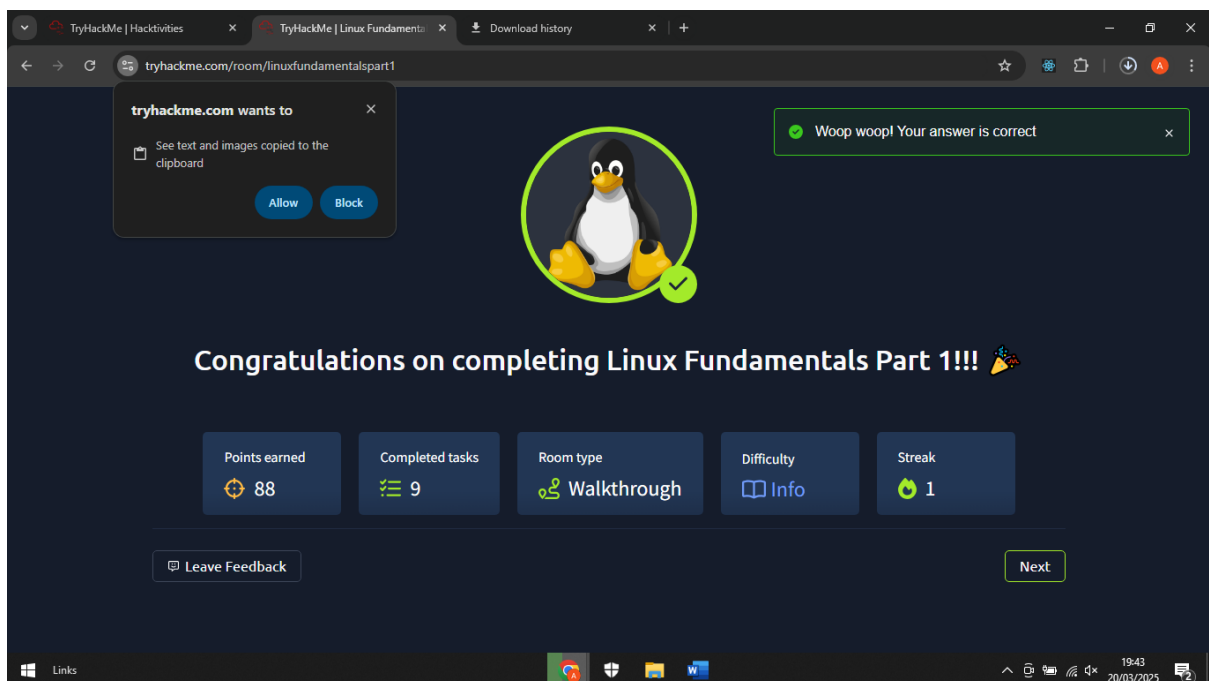 TryHackMe | Hacktivities
TryHackMe | Linux Fundamenta
Download history
tryhackme.com/room/linuxfundamentalspart1
A
tryhackme.com wants to
See text and images copied to the
clipboard
Allow
Block
Woop woop! Your answer is correct
Congratulations on completing Linux Fundamentals Part 1!!!
Points earned
88
Completed tasks
9
Room type
Walkthrough
Difficulty
Info
Streak
1
Leave Feedback
Next
Links
19:43
20/03/2025
2